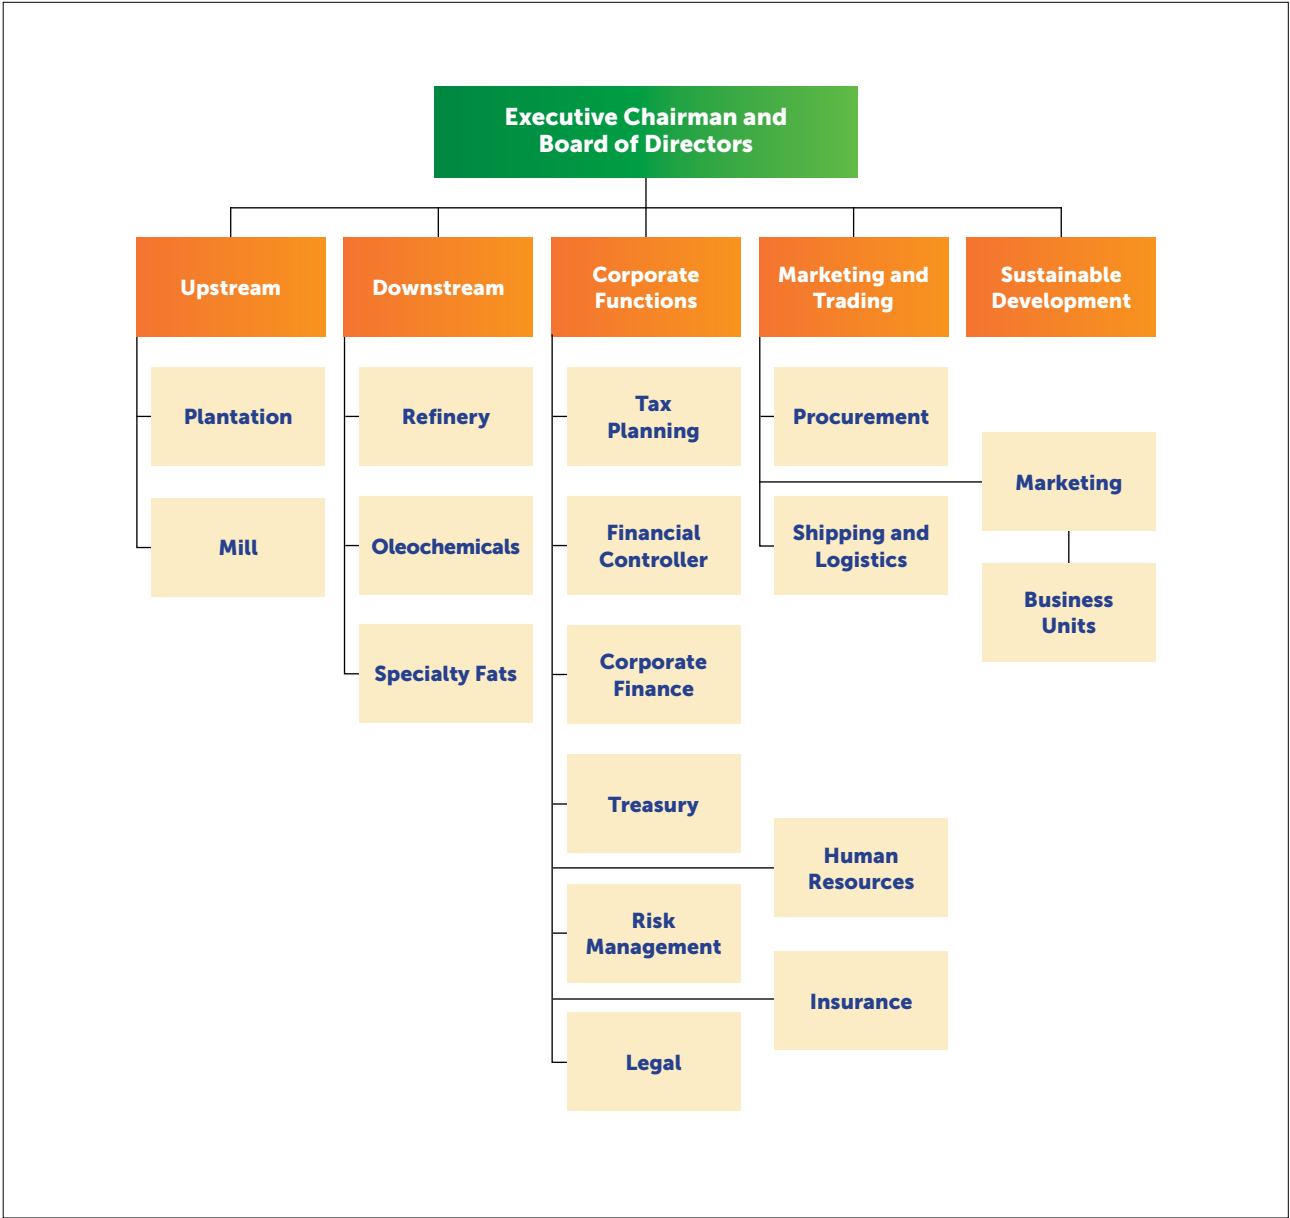 Executive Chairman and
Board of Directors
Upstream
Downstream
Corporate
Functions
Marketing and
Trading
Sustainable
Development
Plantation
Mill
Refinery
Oleochemicals
Specialty Fats
Tax
Planning
Financial
Controller
Corporate
Finance
Treasury
Risk
Management
Legal
Human
Resources
Insurance
Procurement
Shipping and
Logistics
Marketing
Business
Units